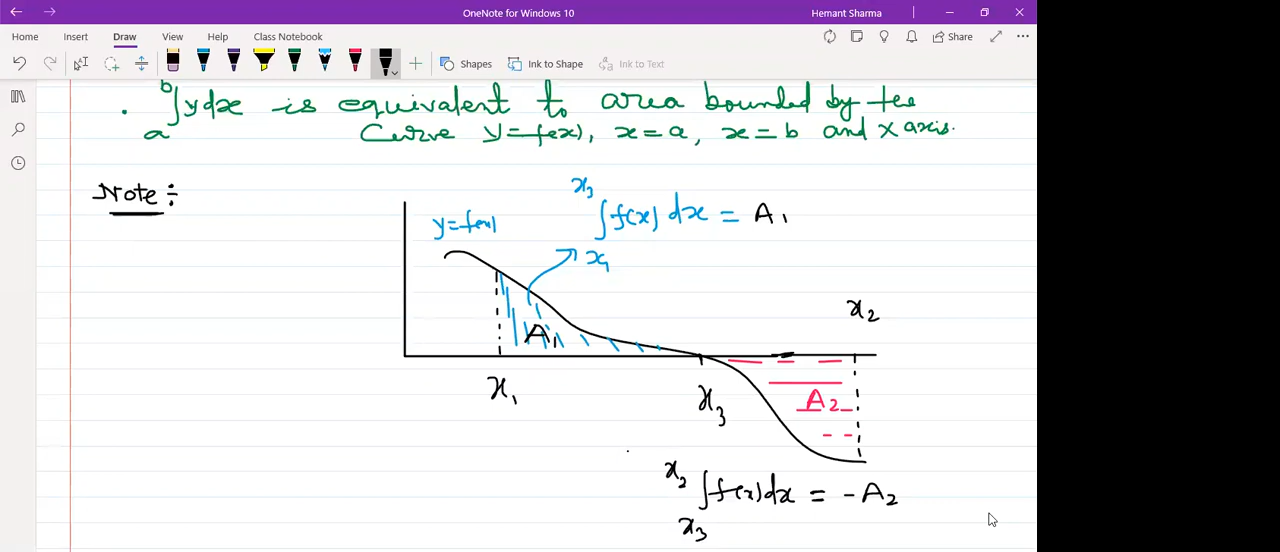 OneNote for Windows 10
Hemant Sharma
Home Insert Draw View Help Class Notebook
Share
Shapes Ink to Shape Ink to Text
. a∫b ydx is equivalent to area bounded by the
Curve y=f(x), x=a, x=b and X axis.
Note:
y=f(x)
x3
∫f(x) dx = A1
x1
A1
x2
x1
x3
A2
x2
∫f(x)dx = -A2
x3